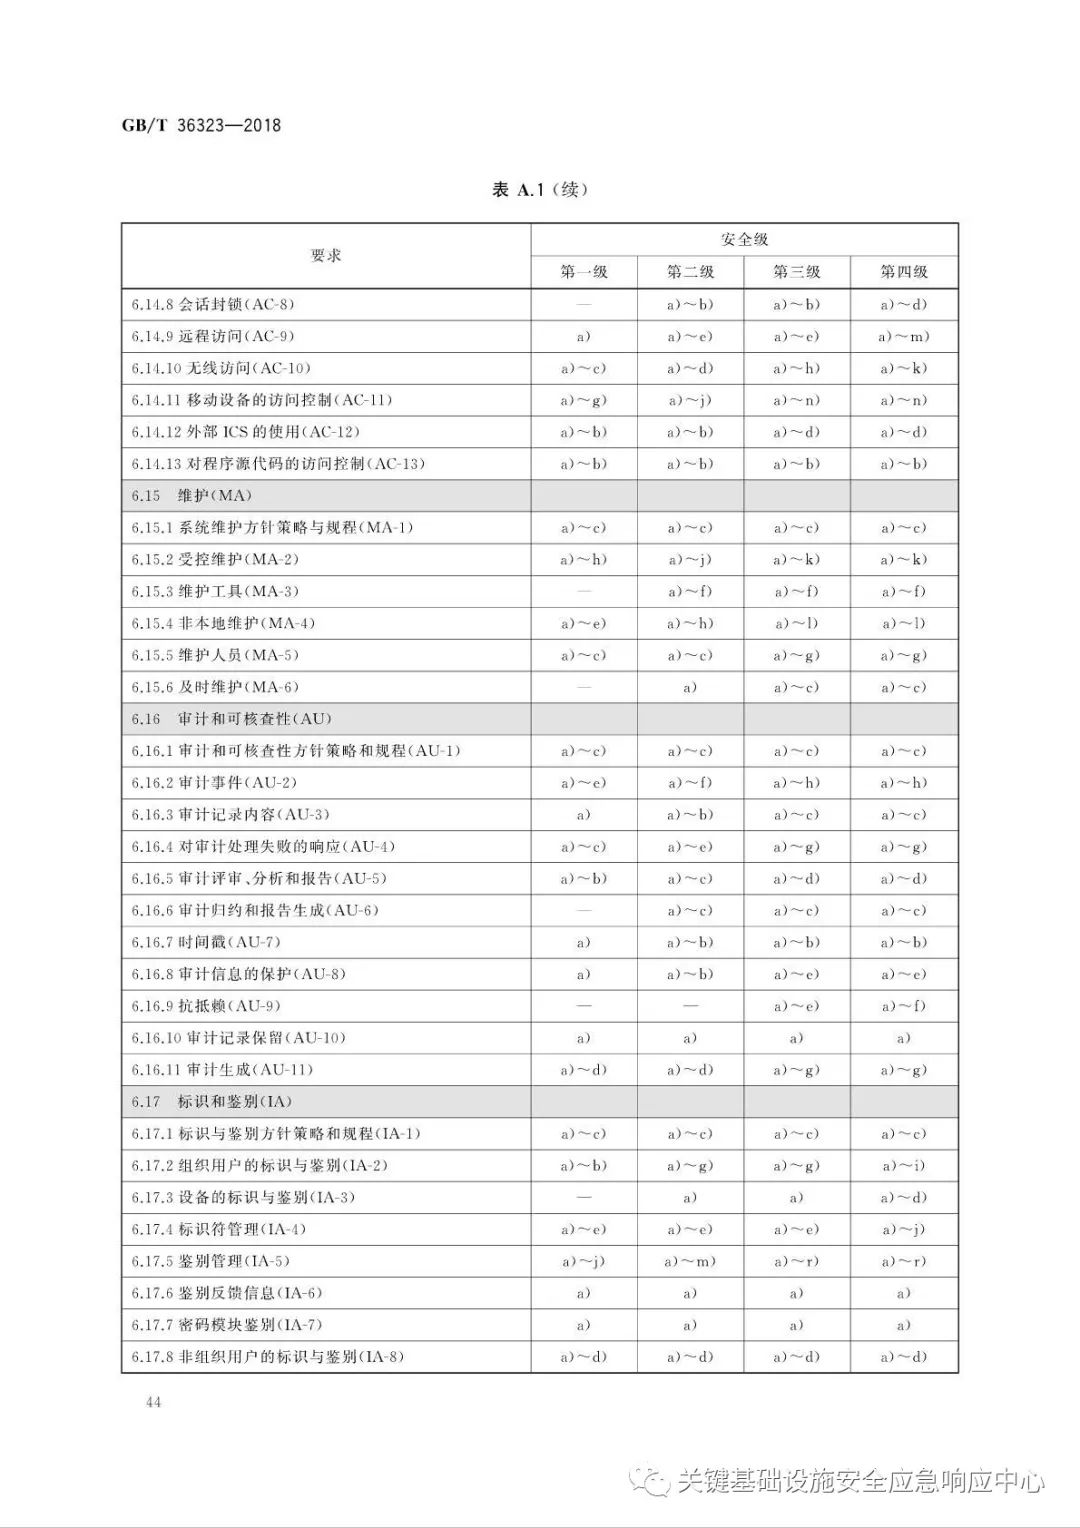 GB/T 36323—2018
表 A.1(续)
要求 安全级
第一级 第二级 第三级 第四级
6.14.8 会话封锁(AC-8) — a)~b) a)~b) a)~d)
6.14.9 远程访问(AC-9) a) a)~e) a)~e) a)~m)
6.14.10 无线访问(AC-10) a)~c) a)~d) a)~h) a)~k)
6.14.11 移动设备的访问控制(AC-11) a)~g) a)~j) a)~n) a)~n)
6.14.12 外部 ICS 的使用(AC-12) a)~b) a)~b) a)~d) a)~d)
6.14.13 对程序源代码的访问控制(AC-13) a)~b) a)~b) a)~b) a)~b)
6.15 维护(MA)
6.15.1 系统维护方针策略与规程(MA-1) a)~c) a)~c) a)~c) a)~c)
6.15.2 受控维护(MA-2) a)~h) a)~j) a)~k) a)~k)
6.15.3 维护工具(MA-3) — a)~f) a)~f) a)~f)
6.15.4 非本地维护(MA-4) a)~e) a)~h) a)~l) a)~l)
6.15.5 维护人员(MA-5) a)~c) a)~c) a)~g) a)~g)
6.15.6 及时维护(MA-6) — a) a)~c) a)~c)
6.16 审计和可核查性(AU)
6.16.1 审计和可核查性方针策略和规程(AU-1) a)~c) a)~c) a)~c) a)~c)
6.16.2 审计事件(AU-2) a)~e) a)~f) a)~h) a)~h)
6.16.3 审计记录内容(AU-3) a) a)~b) a)~c) a)~c)
6.16.4 对审计处理失败的响应(AU-4) a)~c) a)~e) a)~g) a)~g)
6.16.5 审计评审、分析和报告(AU-5) a)~b) a)~c) a)~d) a)~d)
6.16.6 审计归约和报告生成(AU-6) — a)~c) a)~c) a)~c)
6.16.7 时间戳(AU-7) a) a)~b) a)~b) a)~b)
6.16.8 审计信息的保护(AU-8) a) a)~b) a)~e) a)~e)
6.16.9 抗抵赖(AU-9) — — a)~e) a)~f)
6.16.10 审计记录保留(AU-10) a) a) a) a)
6.16.11 审计生成(AU-11) a)~d) a)~d) a)~g) a)~g)
6.17 标识和鉴别(IA)
6.17.1 标识与鉴别方针策略和规程(IA-1) a)~c) a)~c) a)~c) a)~c)
6.17.2 组织用户的标识与鉴别(IA-2) a)~b) a)~g) a)~g) a)~i)
6.17.3 设备的标识与鉴别(IA-3) — a) a) a)~d)
6.17.4 标识符管理(IA-4) a)~e) a)~e) a)~e) a)~j)
6.17.5 鉴别管理(IA-5) a)~j) a)~m) a)~r) a)~r)
6.17.6 鉴别反馈信息(IA-6) a) a) a) a)
6.17.7 密码模块鉴别(IA-7) a) a) a) a)
6.17.8 非组织用户的标识与鉴别(IA-8) a)~d) a)~d) a)~d) a)~d)
44
关键基础设施安全应急响应中心